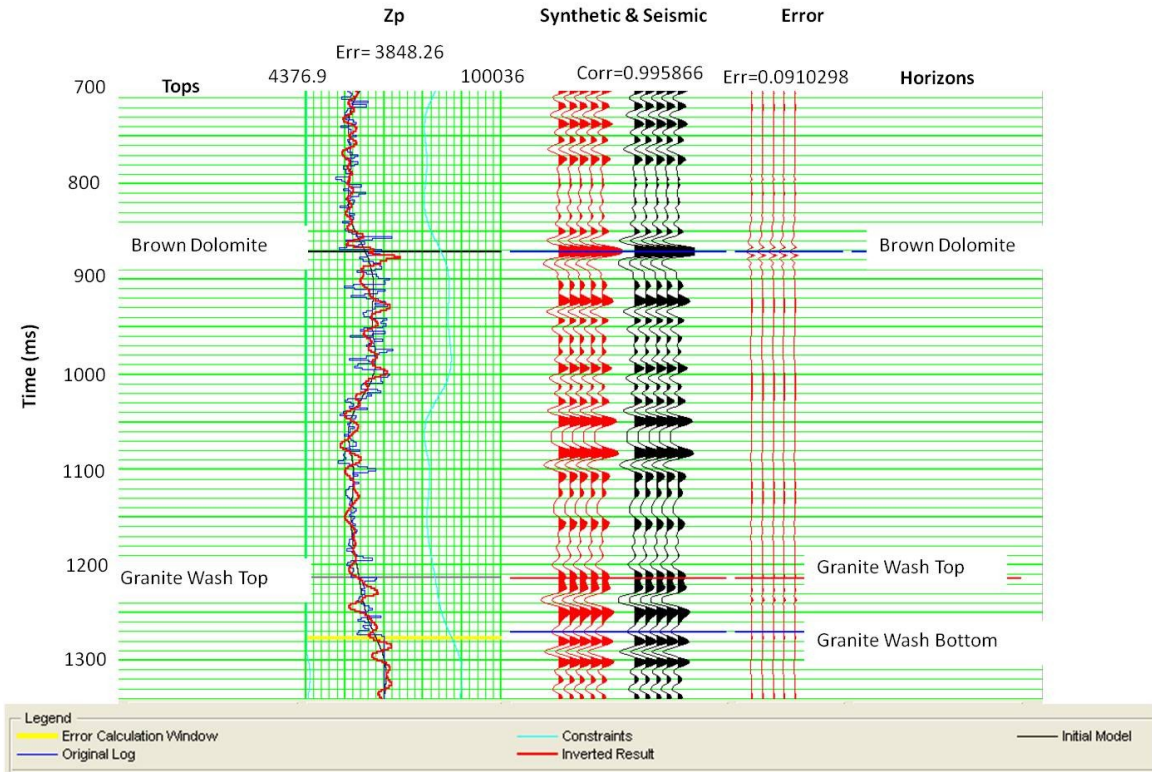 Zp
Synthetic & Seismic
Error
Err= 3848.26
4376.9
100036
Corr=0.995866
Err=0.0910298
Tops
Horizons
700
800
Brown Dolomite
Brown Dolomite
900
Time (ms)
1000
1100
1200
Granite Wash Top
Granite Wash Top
Granite Wash Bottom
1300
Legend
Error Calculation Window
Constraints
Initial Model
Original Log
Inverted Result